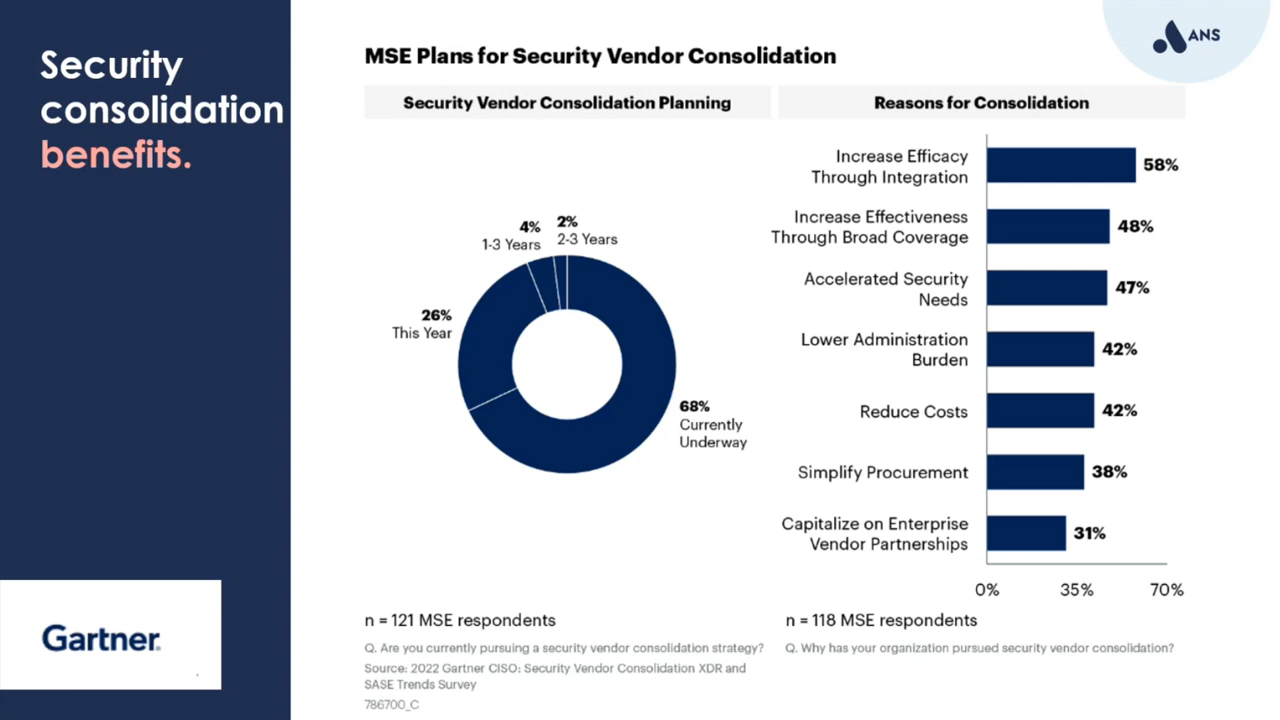 Security
consolidation
benefits.
ANS
MSE Plans for Security Vendor Consolidation
Security Vendor Consolidation Planning
4%
1-3 Years
2%
2-3 Years
26%
This Year
68%
Currently
Underway
n = 121 MSE respondents
Q. Are you currently pursuing a security vendor consolidation strategy?
Source: 2022 Gartner CISO: Security Vendor Consolidation XDR and
SASE Trends Survey
786700_C
Reasons for Consolidation
Increase Efficacy
Through Integration
58%
Increase Effectiveness
Through Broad Coverage
48%
Accelerated Security
Needs
47%
Lower Administration
Burden
42%
Reduce Costs
42%
Simplify Procurement
38%
Capitalize on Enterprise
Vendor Partnerships
31%
0% 35% 70%
n = 118 MSE respondents
Q. Why has your organization pursued security vendor consolidation?
Gartner.